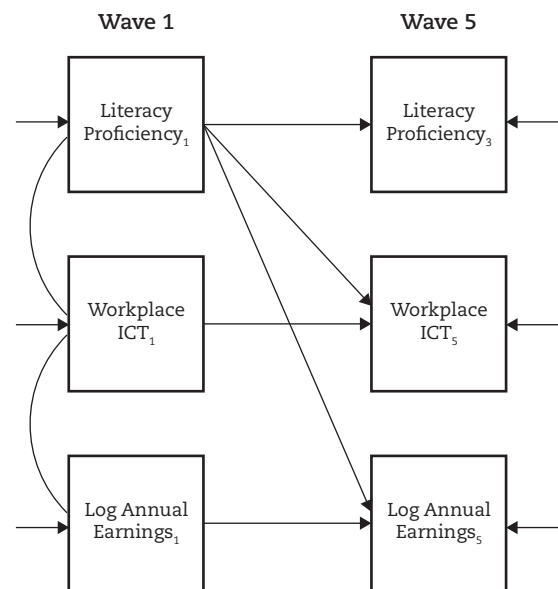 Wave 1
Wave 5
Literacy
Proficiency₁
Literacy
Proficiency₃
Workplace
ICT₁
Workplace
ICT₅
Log Annual
Earnings₁
Log Annual
Earnings₅